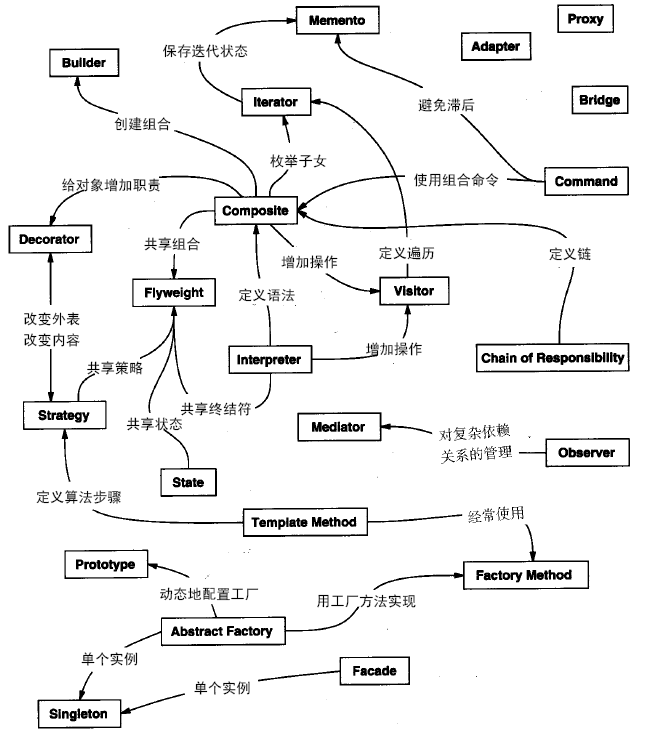 Proxy
Memento
Adapter
保存迭代状态
Builder
Iterator
Bridge
避免滞后
创建组合
枚举子女
给对象增加职责
使用组合命令
Command
Composite
Decorator
共享组合
增加操作
定义遍历
定义链
Flyweight
定义语法
Visitor
改变外表
改变内容
增加操作
Interpreter
Chain of Responsibility
共享策略
共享终结符
Strategy
共享状态
Mediator
对复杂依赖
关系的管理
Observer
State
定义算法步骤
Template Method
经常使用
Prototype
Factory Method
动态地配置工厂
用工厂方法实现
Abstract Factory
单个实例
Facade
单个实例
Singleton